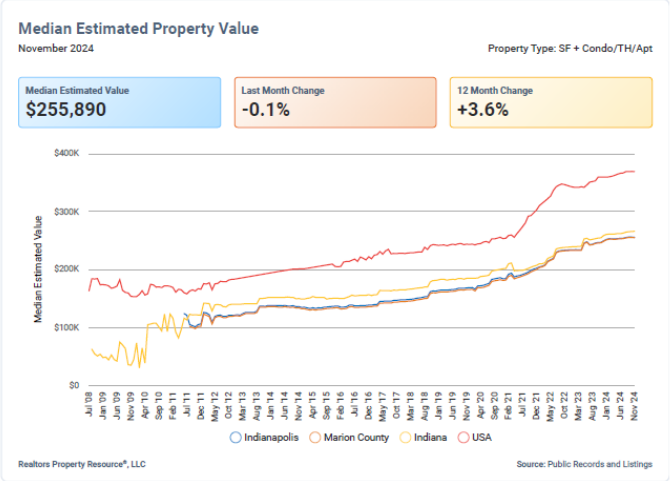 Median Estimated Property Value
November 2024
Property Type: SF + Condo/TH/Apt
Median Estimated Value
$255,890
Last Month Change
-0.1%
12 Month Change
+3.6%
$400K
$300K
$200K
$100K
$0
Median Estimated Value
Jul '08
Jan '09
Jun '09
Nov '09
Apr '10
Sep '10
Feb '11
Jul '11
Dec '11
May '12
Oct '12
Mar '13
Aug '13
Jan '14
Jun '14
Nov '14
Apr '15
Sep '15
Feb '16
Jul '16
Dec '16
May '17
Oct '17
Mar '18
Aug '18
Jan '19
Jun '19
Nov '19
Apr '20
Sep '20
Feb '21
Jul '21
Dec '21
May '22
Oct '22
Mar '23
Aug '23
Jan '24
Jun '24
Nov '24
Indianapolis
Marion County
Indiana
USA
Realtors Property Resource®, LLC
Source: Public Records and Listings